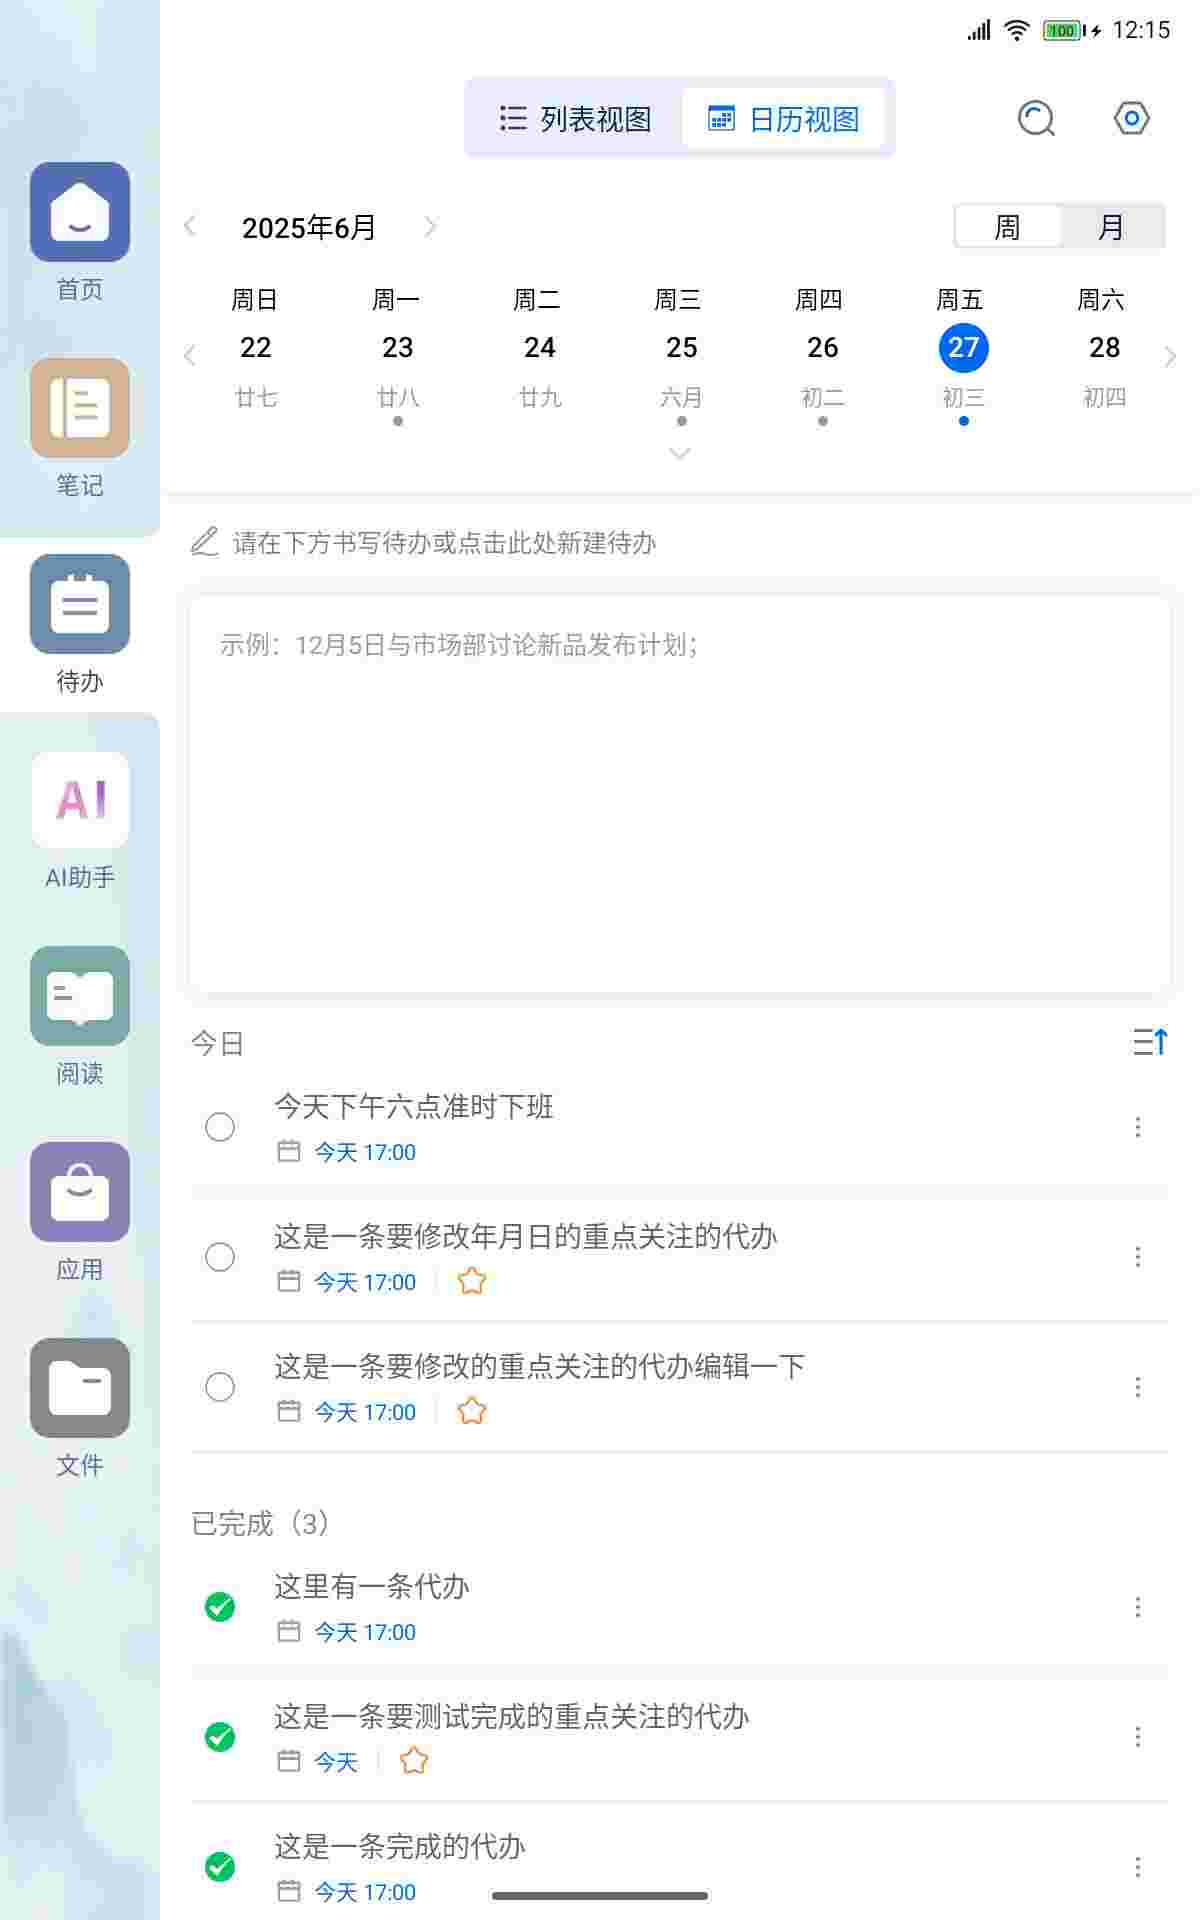 100 12:15
列表视图 日历视图
2025年6月 周 月
周日 周一 周二 周三 周四 周五 周六
22 23 24 25 26 27 28
廿七 廿八 廿九 六月 初二 初三 初四
请在下方书写待办或点击此处新建待办
示例：12月5日与市场部讨论新品发布计划；
首页
笔记
待办
AI
AI助手
阅读
应用
文件
今日
今天下午六点准时下班
今天 17:00
这是一条要修改年月日的重点关注的代办
今天 17:00
这是一条要修改的重点关注的代办编辑一下
今天 17:00
已完成（3）
这里有一条代办
今天 17:00
这是一条要测试完成的重点关注的代办
今天
这是一条完成的代办
今天 17:00